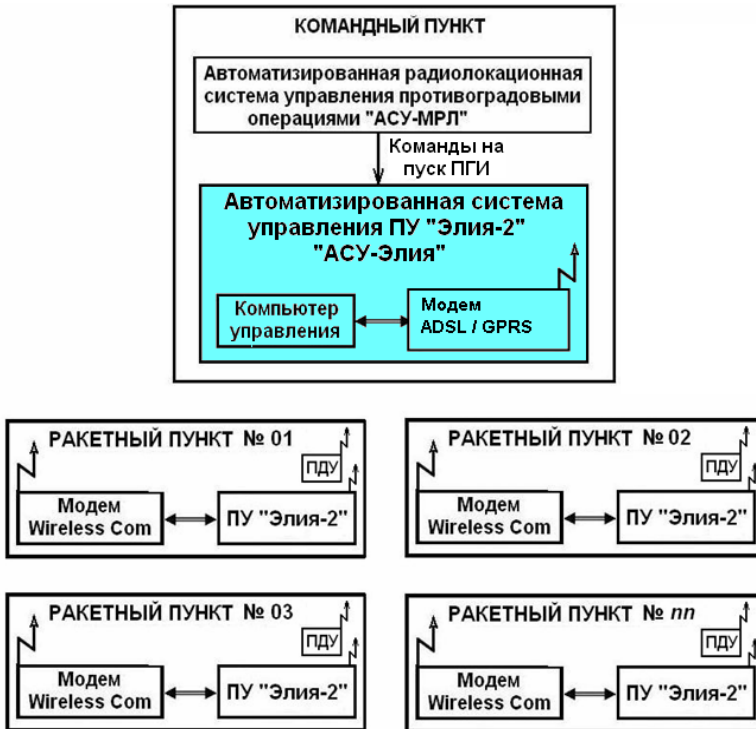 КОМАНДНЫЙ ПУНКТ
Автоматизированная радиолокационная
система управления противоградовыми
операциями "АСУ-МРЛ"
Команды на
пуск ПГИ
Автоматизированная система
управления ПУ "Элия-2"
"АСУ-Элия"
Компьютер
управления
Модем
ADSL / GPRS
РАКЕТНЫЙ ПУНКТ № 01
ПДУ
Модем
Wireless Com
ПУ "Элия-2"
РАКЕТНЫЙ ПУНКТ № 02
ПДУ
Модем
Wireless Com
ПУ "Элия-2"
РАКЕТНЫЙ ПУНКТ № 03
ПДУ
Модем
Wireless Com
ПУ "Элия-2"
РАКЕТНЫЙ ПУНКТ № nn
ПДУ
Модем
Wireless Com
ПУ "Элия-2"